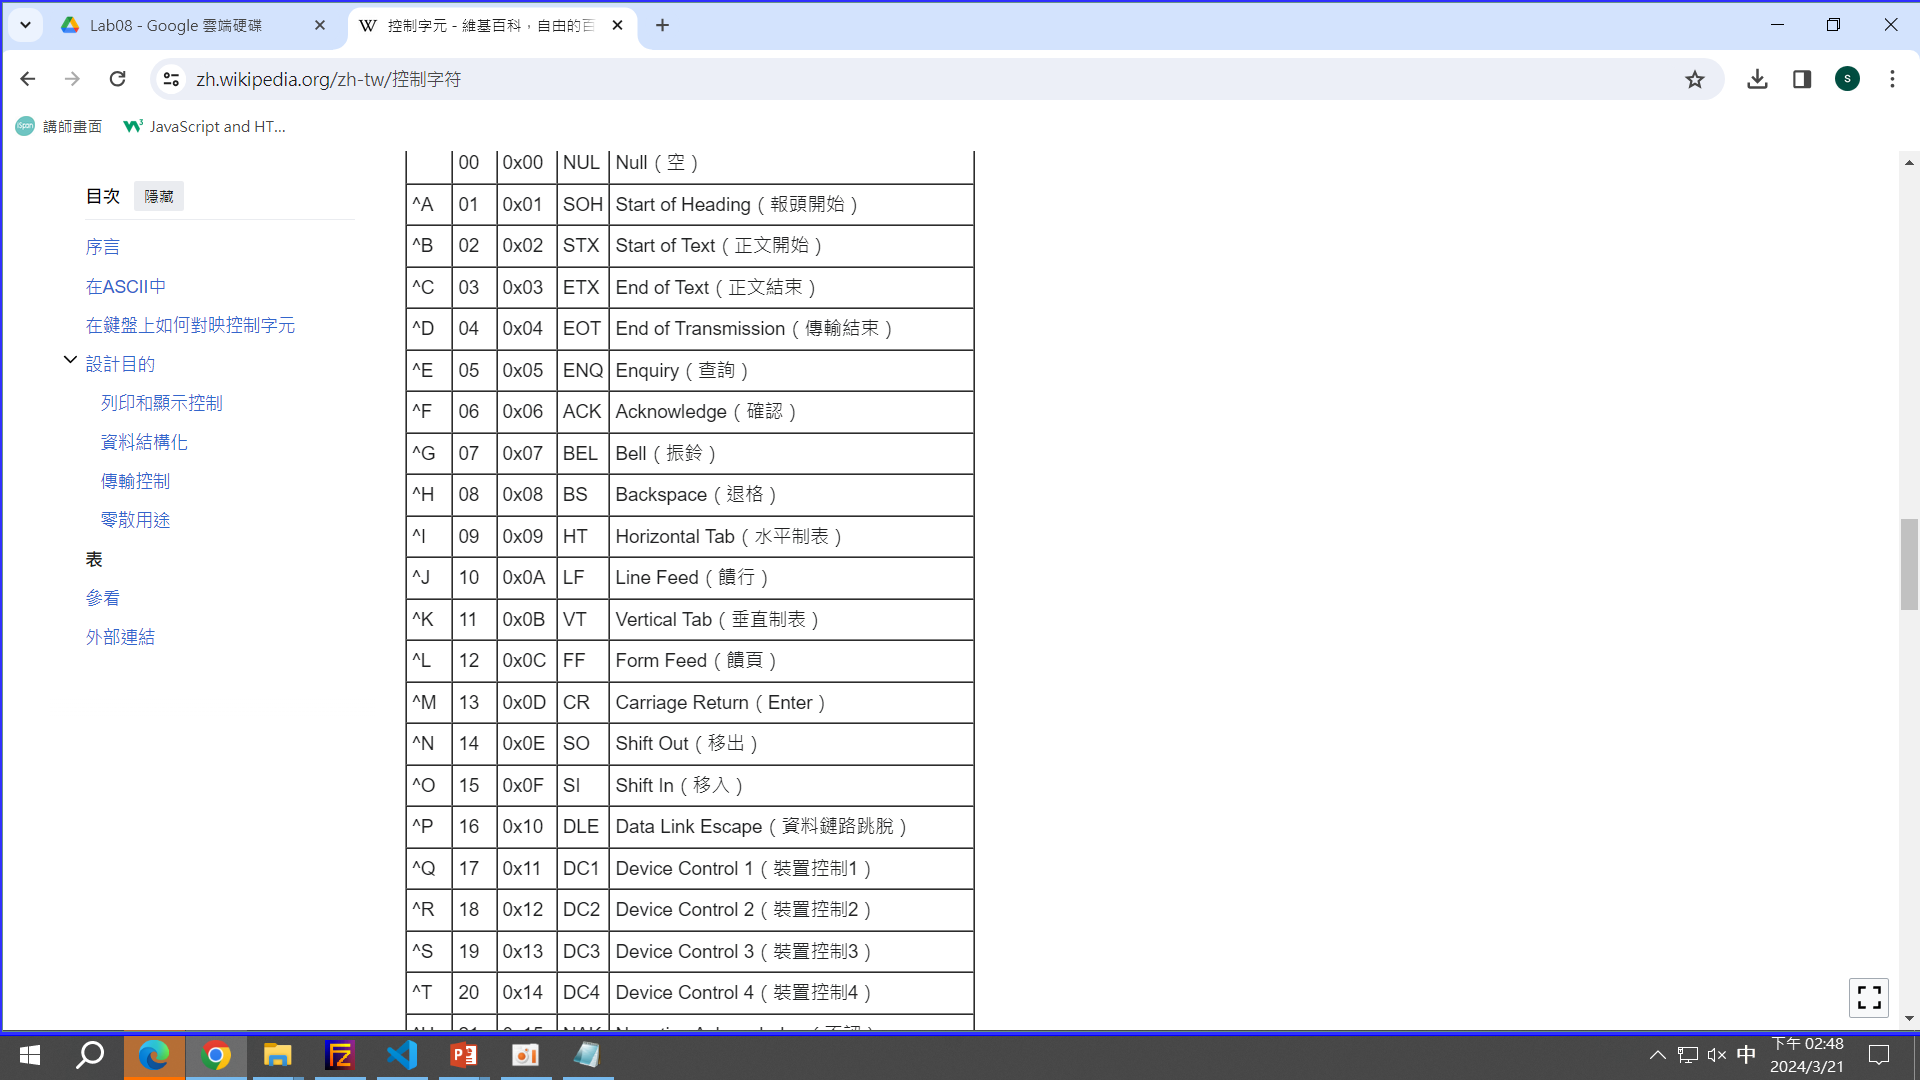 Lab08 - Google 雲端硬碟
控制字元 - 維基百科，自由的百
zh.wikipedia.org/zh-tw/控制字符
S
講師畫面
JavaScript and HT...
目次 隱藏
序言
在ASCII中
在鍵盤上如何對映控制字元
設計目的
列印和顯示控制
資料結構化
傳輸控制
零散用途
表
參看
外部連結
00 0x00 NUL Null（空）
^A 01 0x01 SOH Start of Heading（報頭開始）
^B 02 0x02 STX Start of Text（正文開始）
^C 03 0x03 ETX End of Text（正文結束）
^D 04 0x04 EOT End of Transmission（傳輸結束）
^E 05 0x05 ENQ Enquiry（查詢）
^F 06 0x06 ACK Acknowledge（確認）
^G 07 0x07 BEL Bell（振鈴）
^H 08 0x08 BS Backspace（退格）
^I 09 0x09 HT Horizontal Tab（水平制表）
^J 10 0x0A LF Line Feed（饋行）
^K 11 0x0B VT Vertical Tab（垂直制表）
^L 12 0x0C FF Form Feed（饋頁）
^M 13 0x0D CR Carriage Return（Enter）
^N 14 0x0E SO Shift Out（移出）
^O 15 0x0F SI Shift In（移入）
^P 16 0x10 DLE Data Link Escape（資料鏈路跳脫）
^Q 17 0x11 DC1 Device Control 1（裝置控制1）
^R 18 0x12 DC2 Device Control 2（裝置控制2）
^S 19 0x13 DC3 Device Control 3（裝置控制3）
^T 20 0x14 DC4 Device Control 4（裝置控制4）
中
下午 02:48
2024/3/21